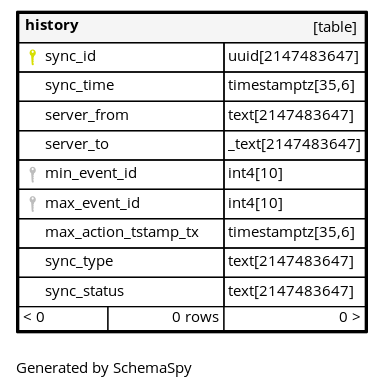 history [table]
sync_id uuid[2147483647]
sync_time timestamptz[35,6]
server_from text[2147483647]
server_to _text[2147483647]
min_event_id int4[10]
max_event_id int4[10]
max_action_tstamp_tx timestamptz[35,6]
sync_type text[2147483647]
sync_status text[2147483647]
< 0 0 rows 0 >
Generated by SchemaSpy